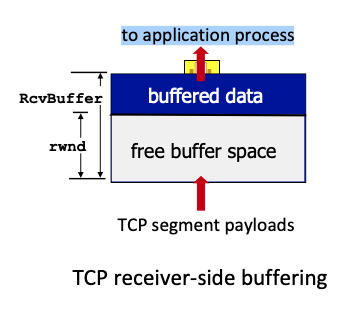 to application process
buffered data
RcvBuffer
rwnd
free buffer space
TCP segment payloads
TCP receiver-side buffering